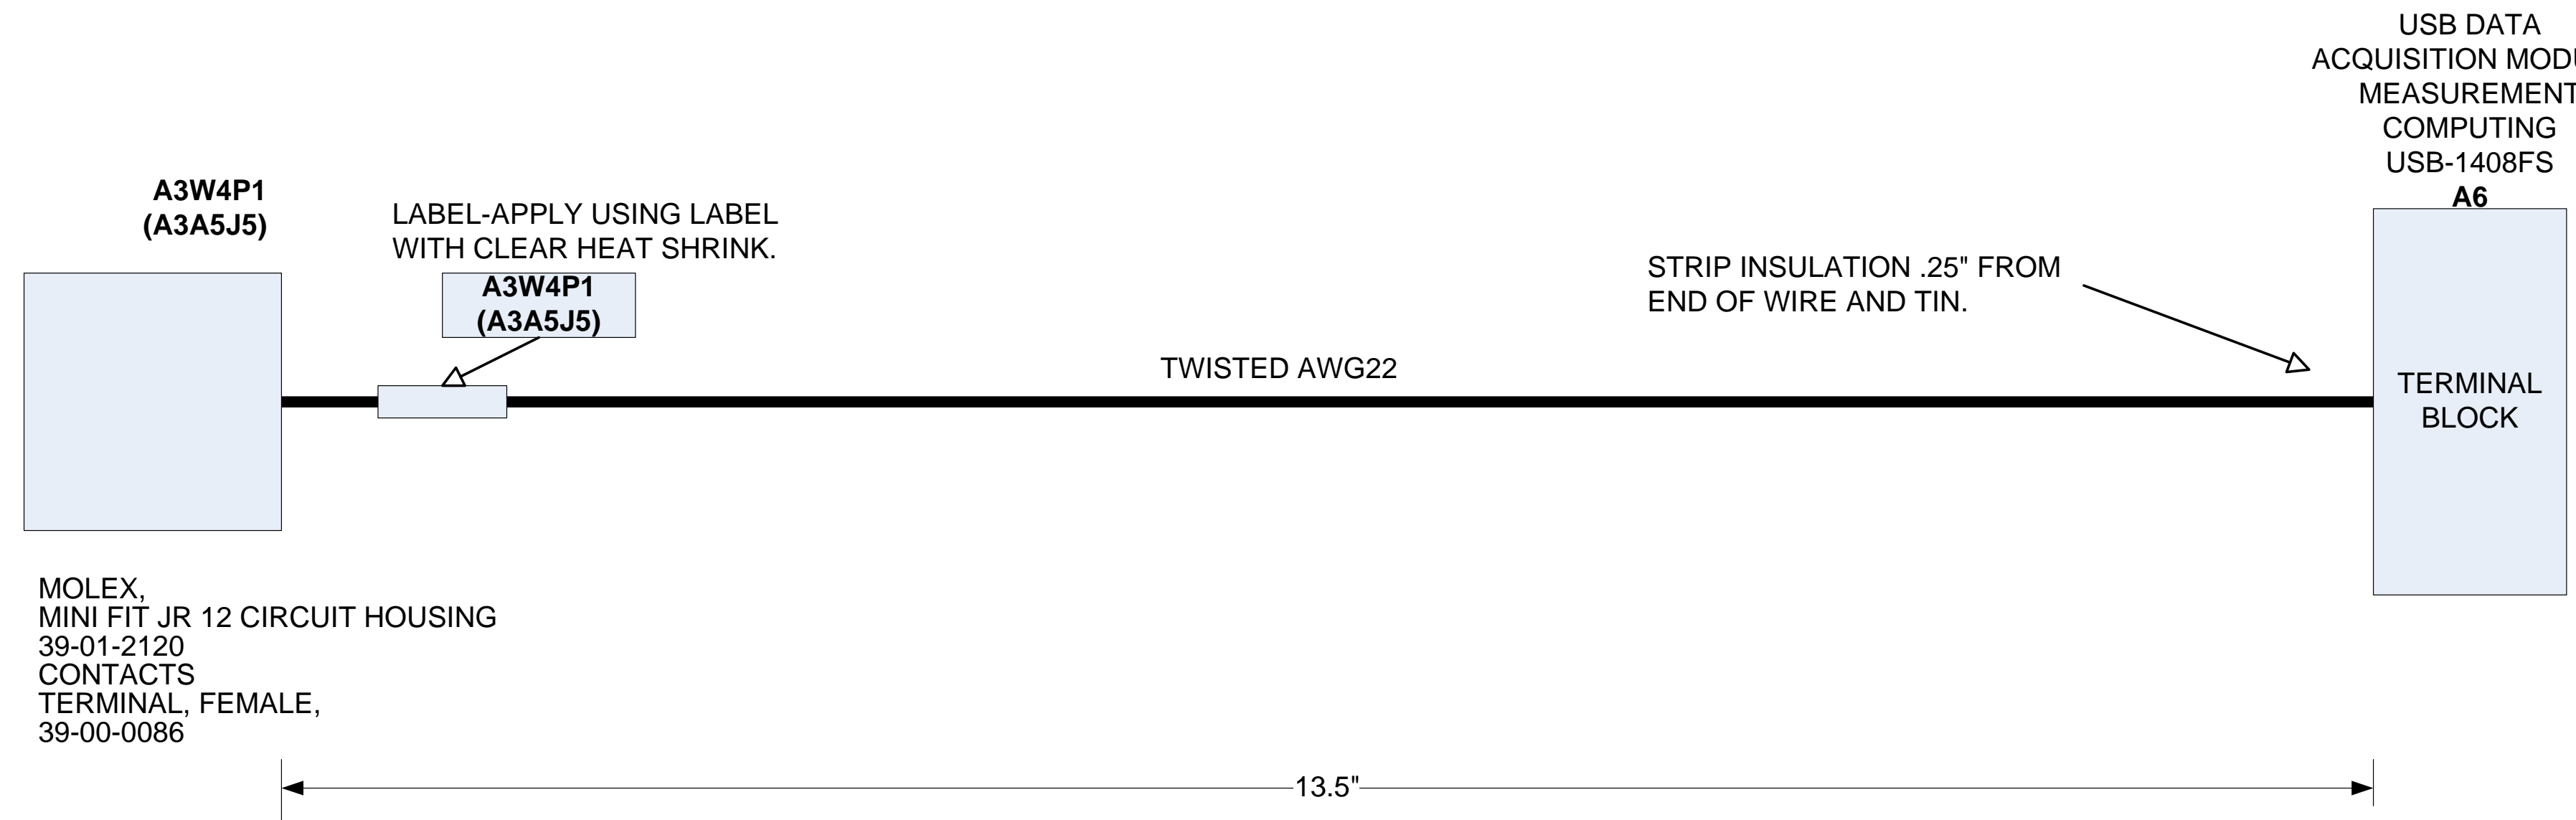 USB DATA
ACQUISITION MODU
MEASUREMENT
COMPUTING
USB-1408FS
A6
A3W4P1
(A3A5J5)
LABEL-APPLY USING LABEL
WITH CLEAR HEAT SHRINK.
A3W4P1
(A3A5J5)
STRIP INSULATION .25" FROM
END OF WIRE AND TIN.
TWISTED AWG22
TERMINAL
BLOCK
MOLEX,
MINI FIT JR 12 CIRCUIT HOUSING
39-01-2120
CONTACTS
TERMINAL, FEMALE,
39-00-0086
13.5"